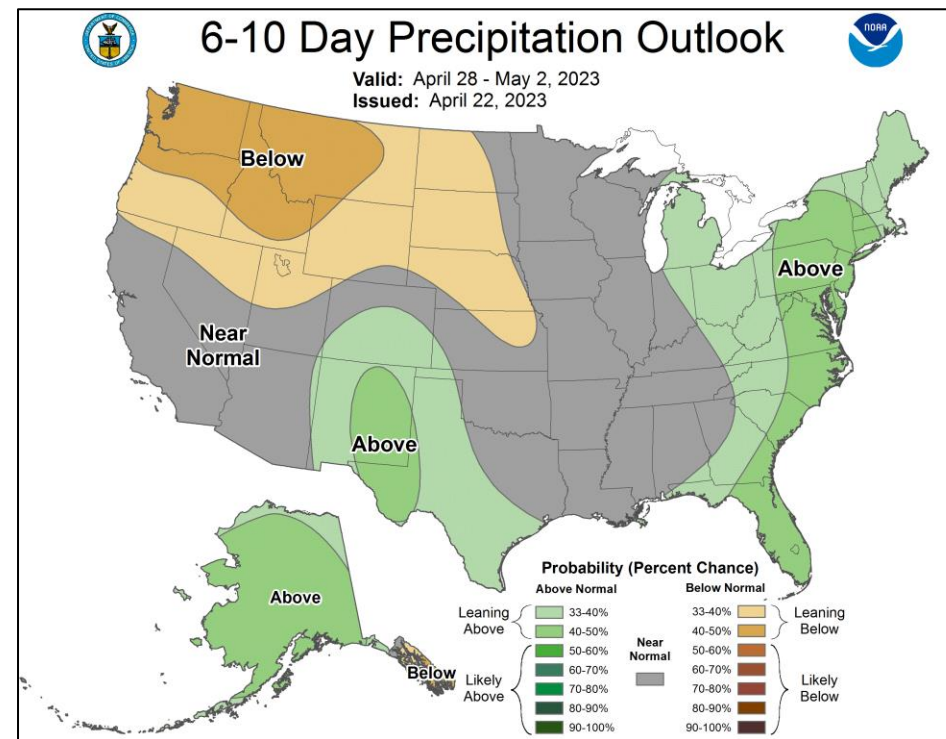 6-10 Day Precipitation Outlook
NOAA
Valid: April 28 - May 2, 2023
Issued: April 22, 2023
Below
Above
Near
Normal
Above
Above
Below
Probability (Percent Chance)
Above Normal
Below Normal
Leaning
Above
33-40%
40-50%
Likely
Above
50-60%
60-70%
70-80%
80-90%
90-100%
Near
Normal
33-40%
40-50%
Leaning
Below
50-60%
60-70%
70-80%
80-90%
90-100%
Likely
Below